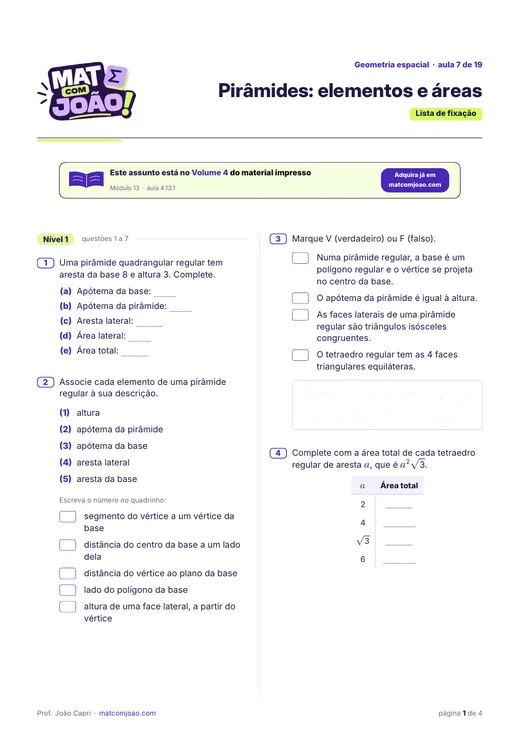 MAT
COM
JOÃO!
Geometria espacial · aula 7 de 19
Pirâmides: elementos e áreas
Lista de fixação
Este assunto está no Volume 4 do material impresso
Módulo 13 · aula 4.13.1
Adquira já em
matcomjoao.com
Nível 1 questões 1 a 7
1 Uma pirâmide quadrangular regular tem
aresta da base 8 e altura 3. Complete.
(a) Apótema da base: _____
(b) Apótema da pirâmide: _____
(c) Aresta lateral: _____
(d) Área lateral: _____
(e) Área total: _____
2 Associe cada elemento de uma pirâmide
regular à sua descrição.
(1) altura
(2) apótema da pirâmide
(3) apótema da base
(4) aresta lateral
(5) aresta da base
Escreva o número no quadrinho:
segmento do vértice a um vértice da
base
distância do centro da base a um lado
dela
distância do vértice ao plano da base
lado do polígono da base
altura de uma face lateral, a partir do
vértice
3 Marque V (verdadeiro) ou F (falso).
Numa pirâmide regular, a base é um
polígono regular e o vértice se projeta
no centro da base.
O apótema da pirâmide é igual à altura.
As faces laterais de uma pirâmide
regular são triângulos isósceles
congruentes.
O tetraedro regular tem as 4 faces
triangulares equiláteras.
4 Complete com a área total de cada tetraedro
regular de aresta a, que é a²√3.
a Área total
2 _____
4 _____
√3 _____
6 _____
Prof. João Capri · matcomjoao.com
página 1 de 4